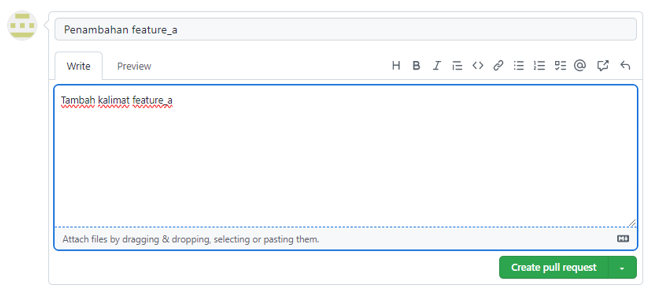 Penambahan feature_a
Write Preview
Tambah kalimat feature_a
Attach files by dragging & dropping, selecting or pasting them.
Create pull request